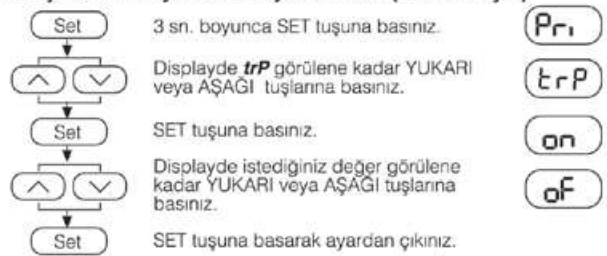 Set
3 sn. boyunca SET tuşuna basınız.
Pri
Displayde trP görülene kadar YUKARI
veya AŞAĞI tuşlarına basınız.
trP
Set
SET tuşuna basınız.
on
Displayde istediğiniz değer görülene
kadar YUKARI veya AŞAĞI tuşlarına
basınız.
oF
Set
SET tuşuna basarak ayardan çıkınız.